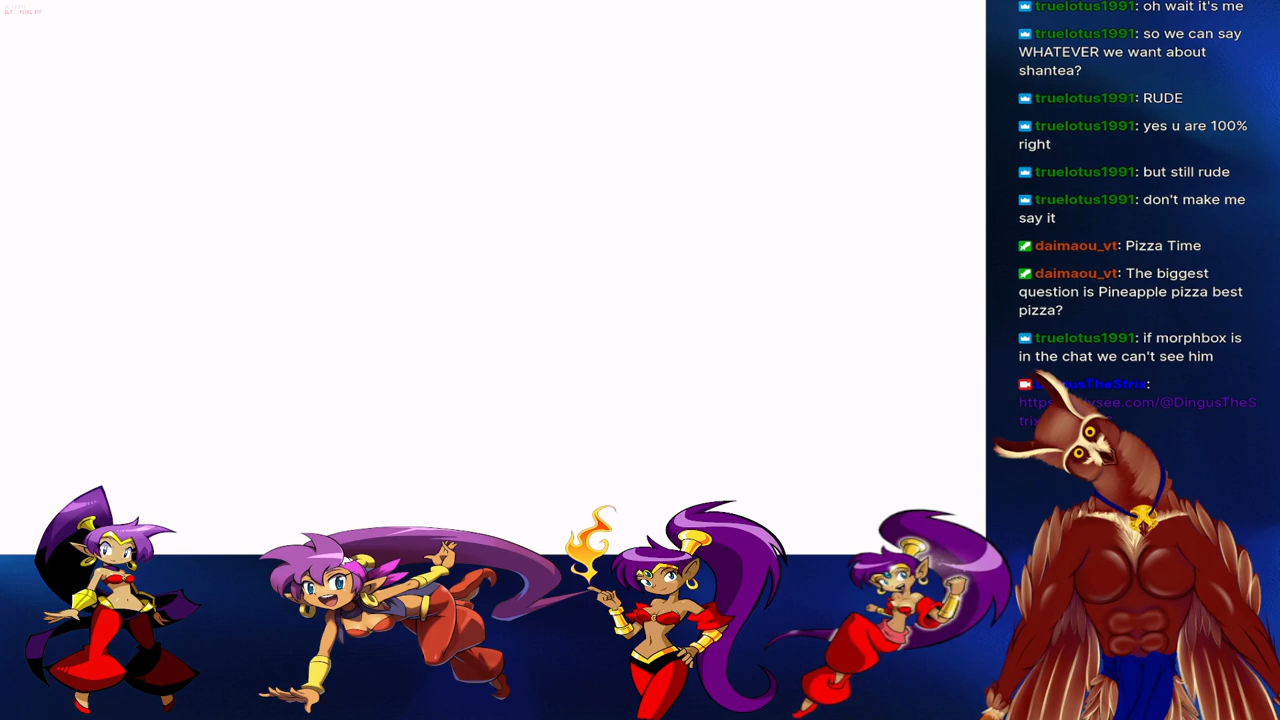 truelotus1991: oh wait it's me
truelotus1991: so we can say
WHATEVER we want about
shantea?
truelotus1991: RUDE
truelotus1991: yes u are 100%
right
truelotus1991: but still rude
truelotus1991: don't make me
say it
daimaou_vt: Pizza Time
daimaou_vt: The biggest
question is Pineapple pizza best
pizza?
truelotus1991: if morphbox is
in the chat we can't see him
DingusTheStrix: